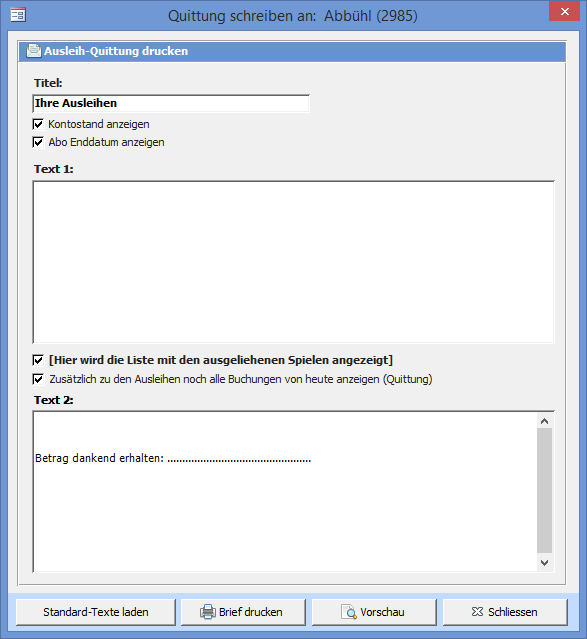 Quittung schreiben an:  Abbühl (2985)
Ausleih-Quittung drucken
Titel:
Ihre Ausleihen
Kontostand anzeigen
Abo Enddatum anzeigen
Text 1:
[Hier wird die Liste mit den ausgeliehenen Spielen angezeigt]
Zusätzlich zu den Ausleihen noch alle Buchungen von heute anzeigen (Quittung)
Text 2:
Betrag dankend erhalten: ................................................
Standard-Texte laden
Brief drucken
Vorschau
Schliessen